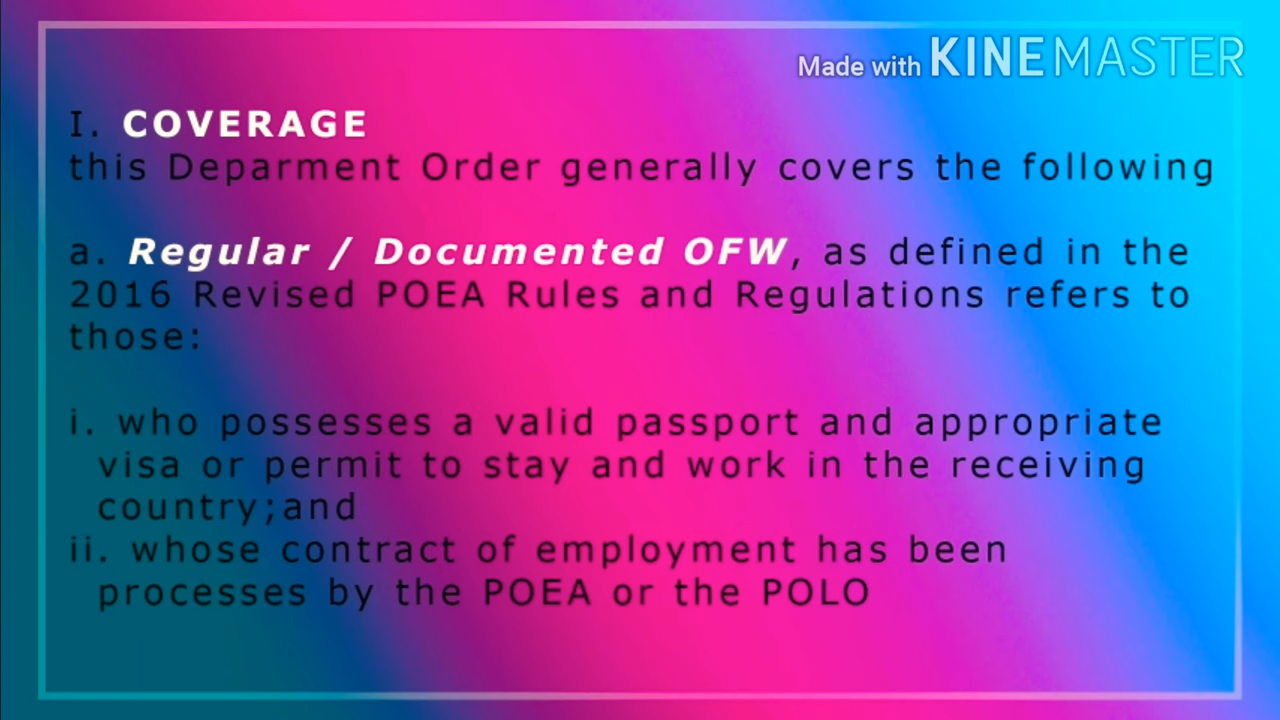 Made with KINEMASTER
I. COVERAGE
this Deparment Order generally covers the following
a. Regular / Documented OFW, as defined in the
2016 Revised POEA Rules and Regulations refers to
those:
i. who possesses a valid passport and appropriate
visa or permit to stay and work in the receiving
country;and
ii. whose contract of employment has been
processes by the POEA or the POLO